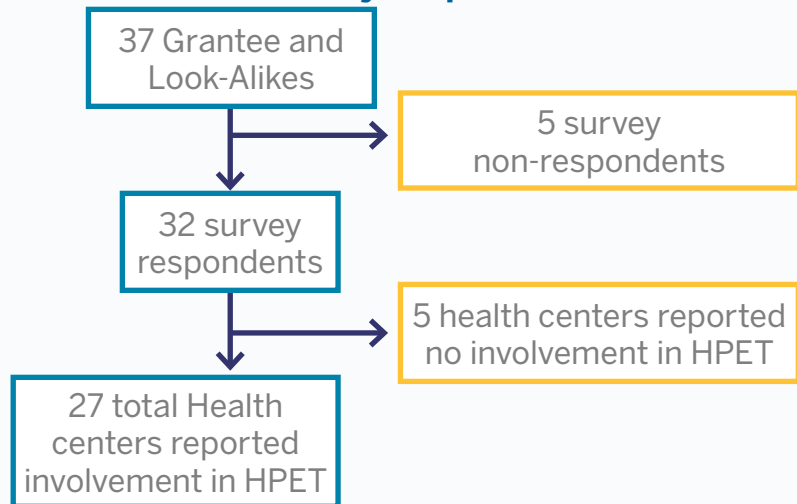 37 Grantee and
Look-Alikes
5 survey
non-respondents
32 survey
respondents
5 health centers reported
no involvement in HPET
27 total Health
centers reported
involvement in HPET